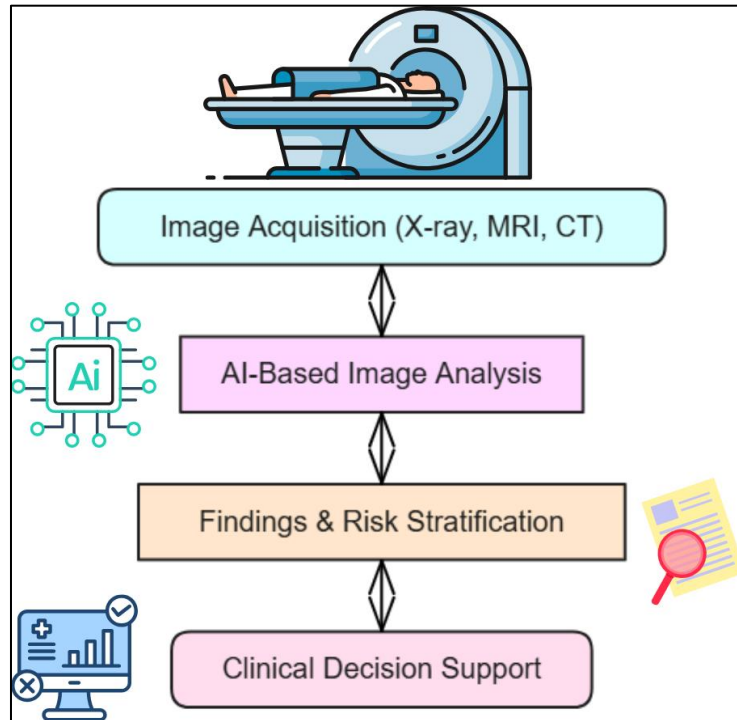 Image Acquisition (X-ray, MRI, CT)
Ai
AI-Based Image Analysis
Findings & Risk Stratification
Clinical Decision Support